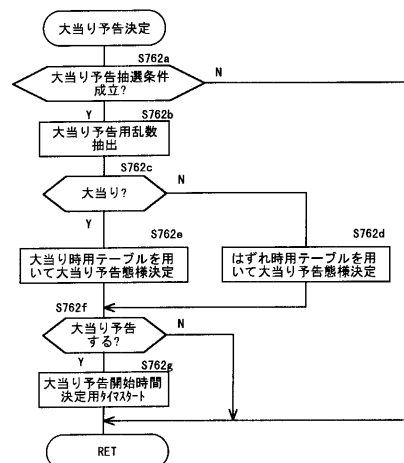 大当り予告決定
S762a
大当り予告抽選条件
成立?
N
Y
S762b
大当り予告用乱数
抽出
S762c
大当り?
N
Y
S762e
S762d
大当り時用テーブルを用
いて大当り予告態様決定
はずれ時用テーブルを用
いて大当り予告態様決定
S762f
大当り予告
する?
N
Y
S762g
大当り予告開始時間
決定用ﾀｲﾏスタート
RET